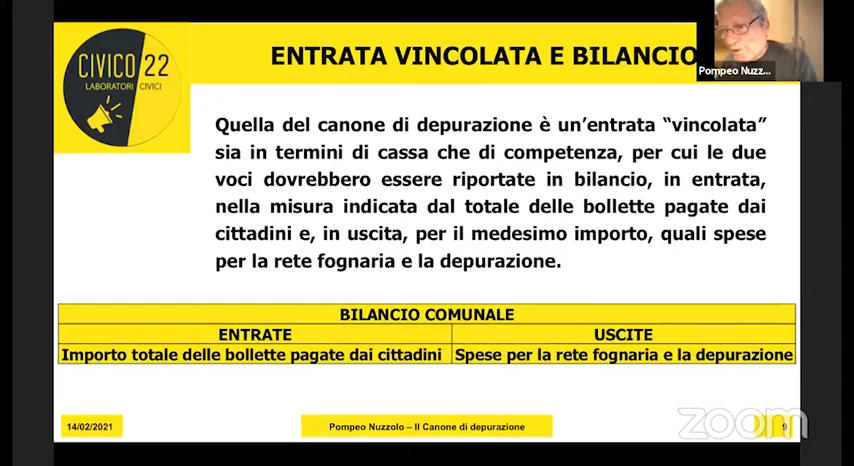 CIVICO 22
LABORATORI CIVICI
ENTRATA VINCOLATA E BILANCIO
Pompeo Nuzz...
Quella del canone di depurazione è un'entrata “vincolata”
sia in termini di cassa che di competenza, per cui le due
voci dovrebbero essere riportate in bilancio, in entrata,
nella misura indicata dal totale delle bollette pagate dai
cittadini e, in uscita, per il medesimo importo, quali spese
per la rete fognaria e la depurazione.
BILANCIO COMUNALE
ENTRATE USCITE
Importo totale delle bollette pagate dai cittadini Spese per la rete fognaria e la depurazione
14/02/2021 Pompeo Nuzzolo – Il Canone di depurazione 9
zoom